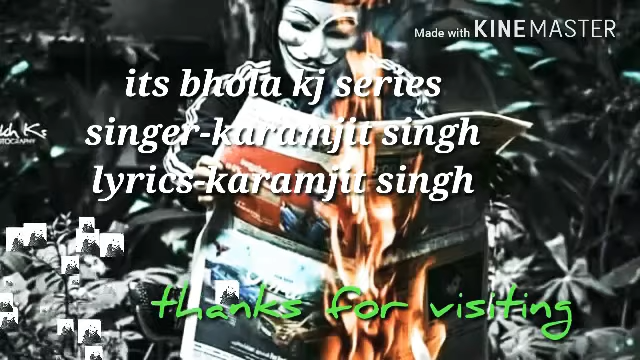 Made with KINEMASTER
its bhola kj series
singer-karamjit singh
lyrics-karamjit singh
thanks for visiting